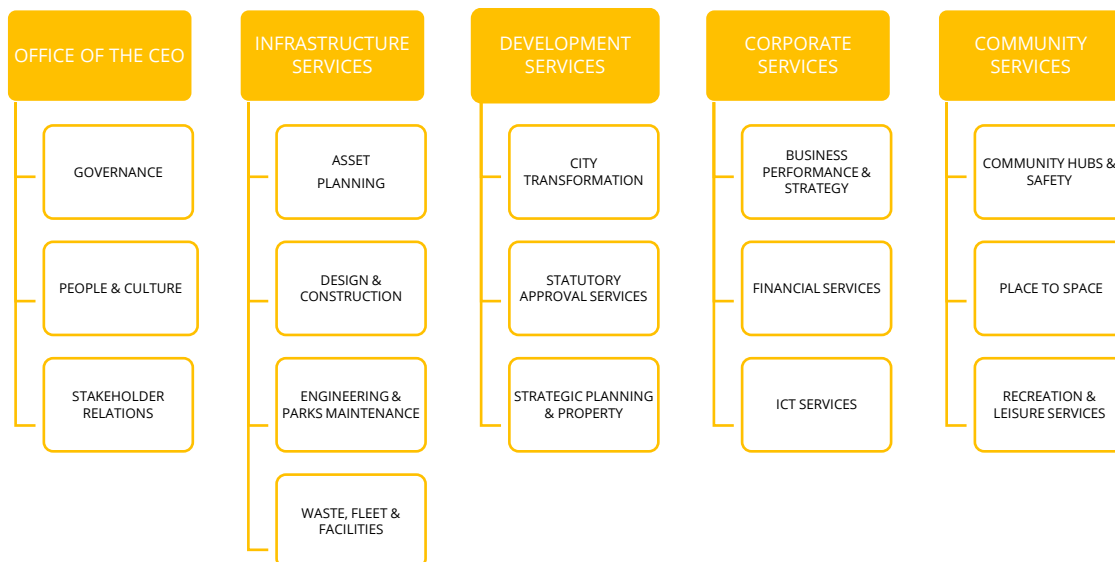 OFFICE OF THE CEO
GOVERNANCE
PEOPLE & CULTURE
STAKEHOLDER
RELATIONS
INFRASTRUCTURE
SERVICES
ASSET
PLANNING
DESIGN &
CONSTRUCTION
ENGINEERING &
PARKS MAINTENANCE
WASTE, FLEET &
FACILITIES
DEVELOPMENT
SERVICES
CITY
TRANSFORMATION
STATUTORY
APPROVAL SERVICES
STRATEGIC PLANNING
& PROPERTY
CORPORATE
SERVICES
BUSINESS
PERFORMANCE &
STRATEGY
FINANCIAL SERVICES
ICT SERVICES
COMMUNITY
SERVICES
COMMUNITY HUBS &
SAFETY
PLACE TO SPACE
RECREATION &
LEISURE SERVICES